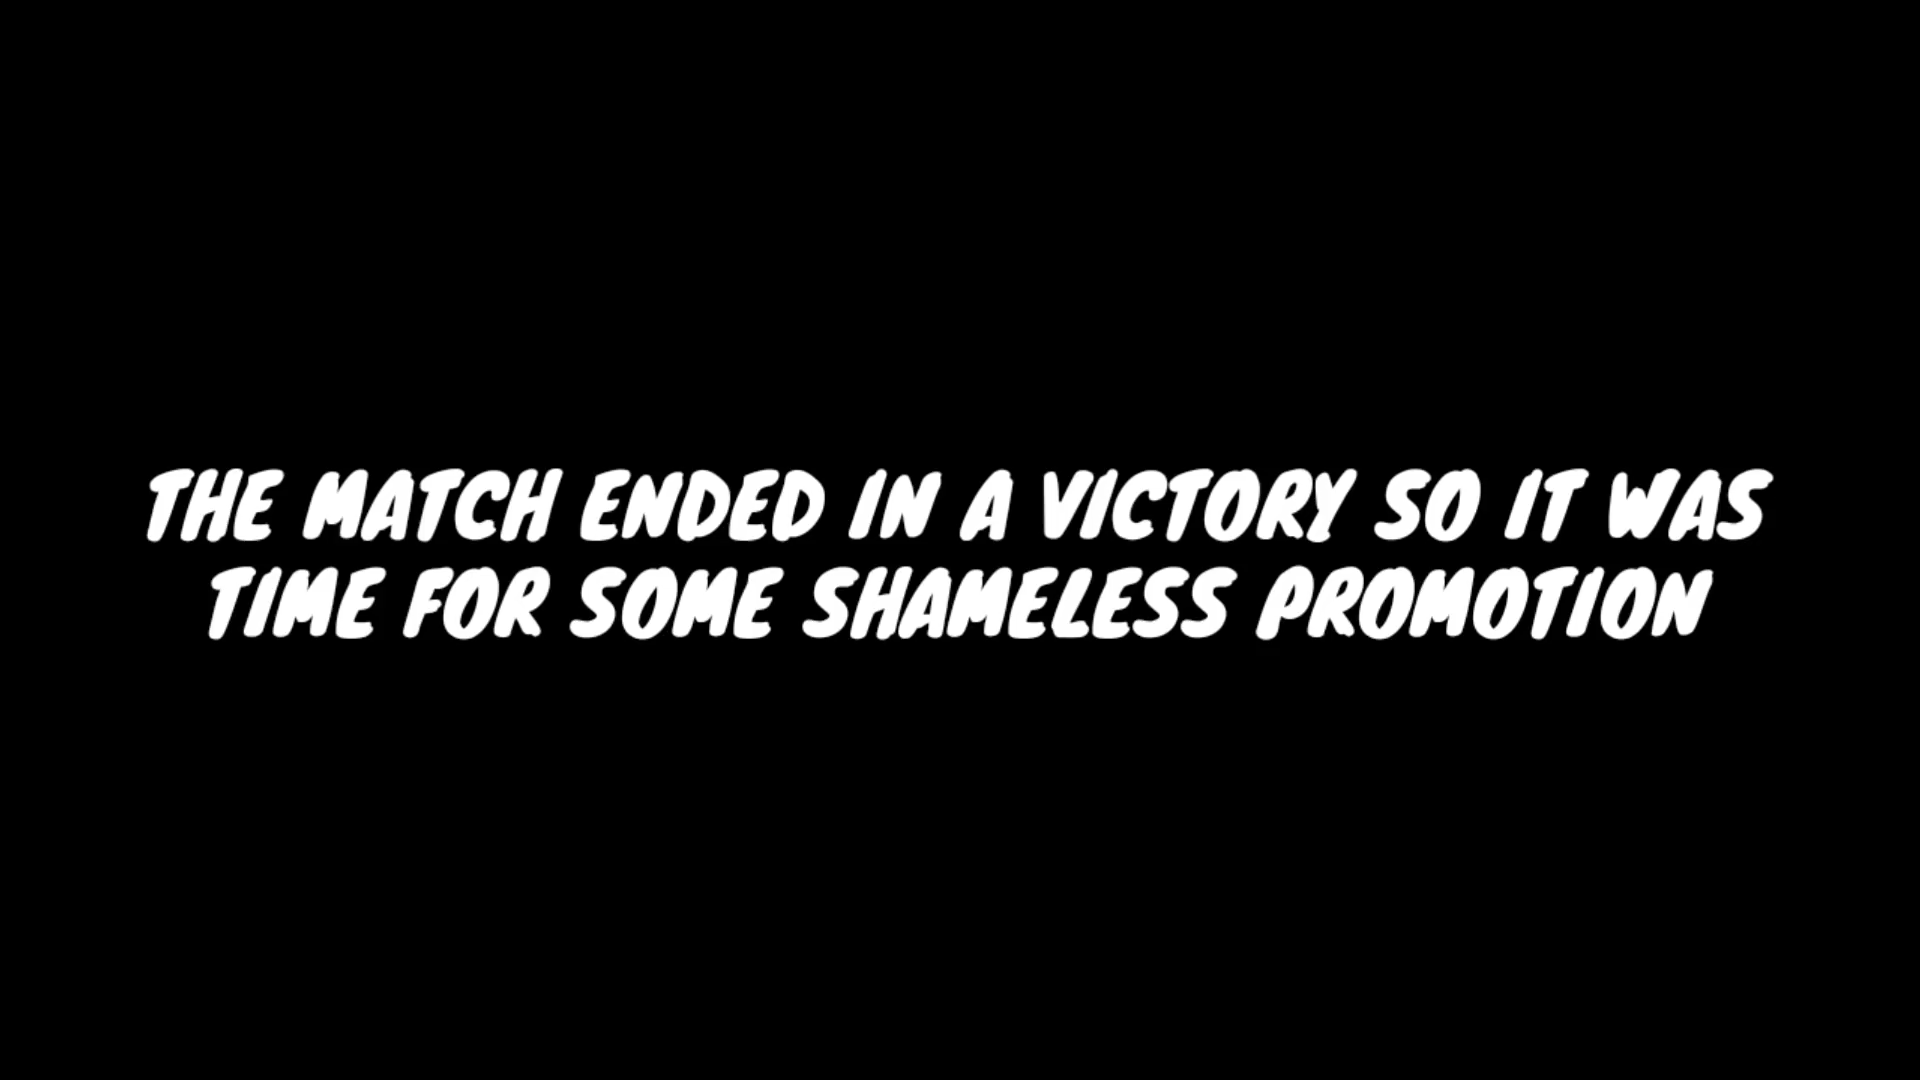 THE MATCH ENDED IN A VICTORY SO IT WAS
TIME FOR SOME SHAMELESS PROMOTION